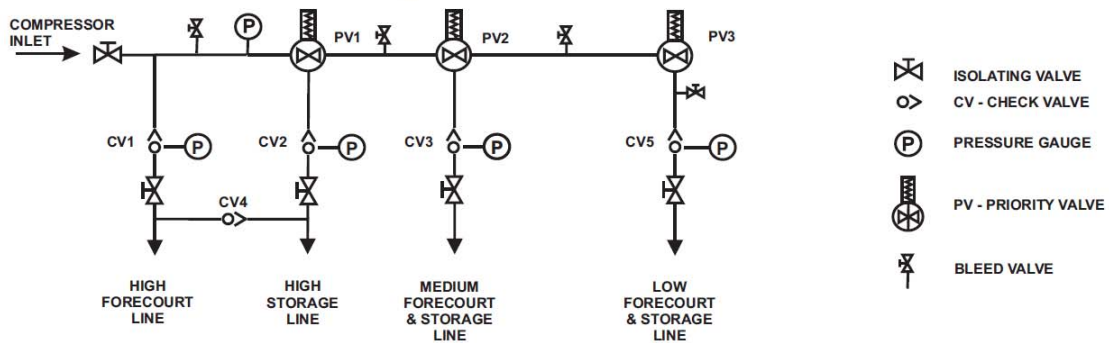 COMPRESSOR
INLET
P
PV1
PV2
PV3
CV1
P
CV2
P
CV3
P
CV5
P
CV4
HIGH
FORECOURT
LINE
HIGH
STORAGE
LINE
MEDIUM
FORECOURT
& STORAGE
LINE
LOW
FORECOURT
& STORAGE
LINE
ISOLATING VALVE
CV - CHECK VALVE
P
PRESSURE GAUGE
PV - PRIORITY VALVE
BLEED VALVE